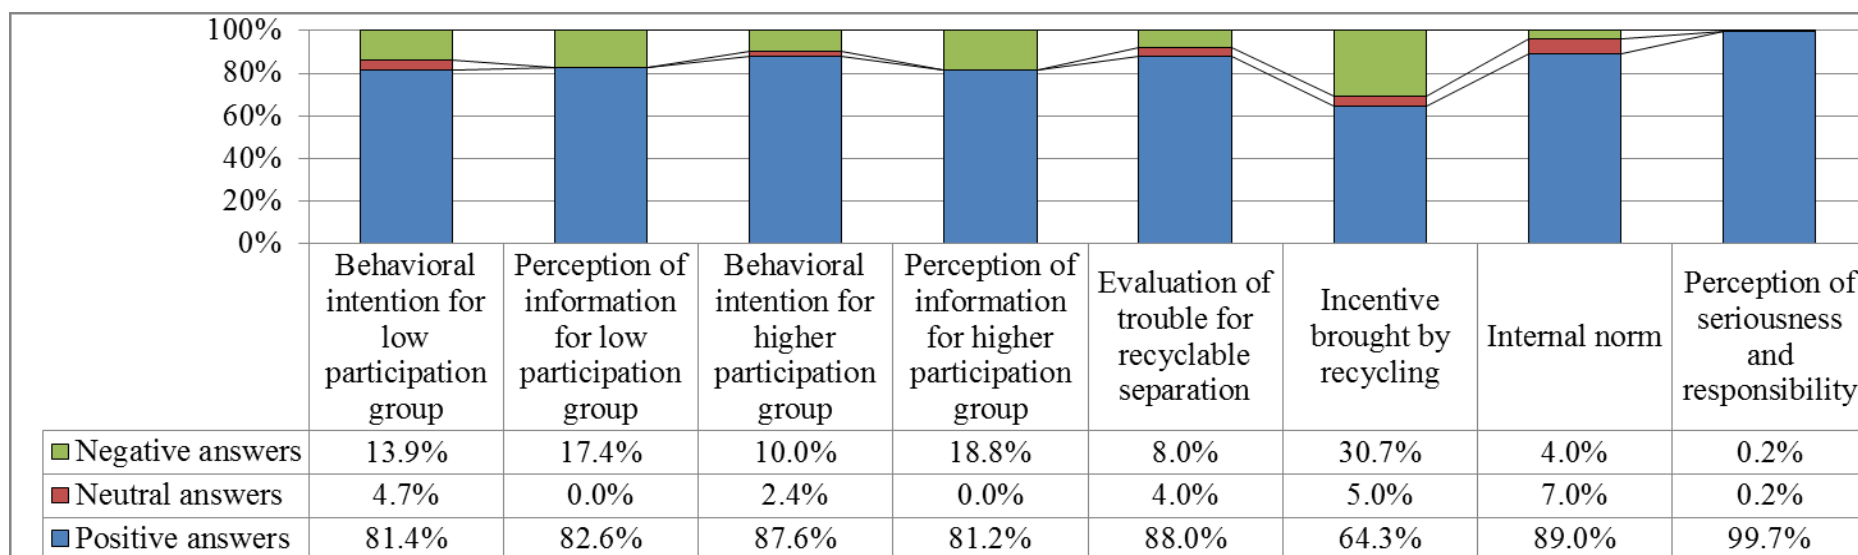 100%
80%
60%
40%
20%
0%
Behavioral
intention for
low
participation
group
Perception of
information
for low
participation
group
Behavioral
intention for
higher
participation
group
Perception of
information
for higher
participation
group
Evaluation of
trouble for
recyclable
separation
Incentive
brought by
recycling
Internal norm
Perception of
seriousness
and
responsibility
Negative answers 13.9% 17.4% 10.0% 18.8% 8.0% 30.7% 4.0% 0.2%
Neutral answers 4.7% 0.0% 2.4% 0.0% 4.0% 5.0% 7.0% 0.2%
Positive answers 81.4% 82.6% 87.6% 81.2% 88.0% 64.3% 89.0% 99.7%